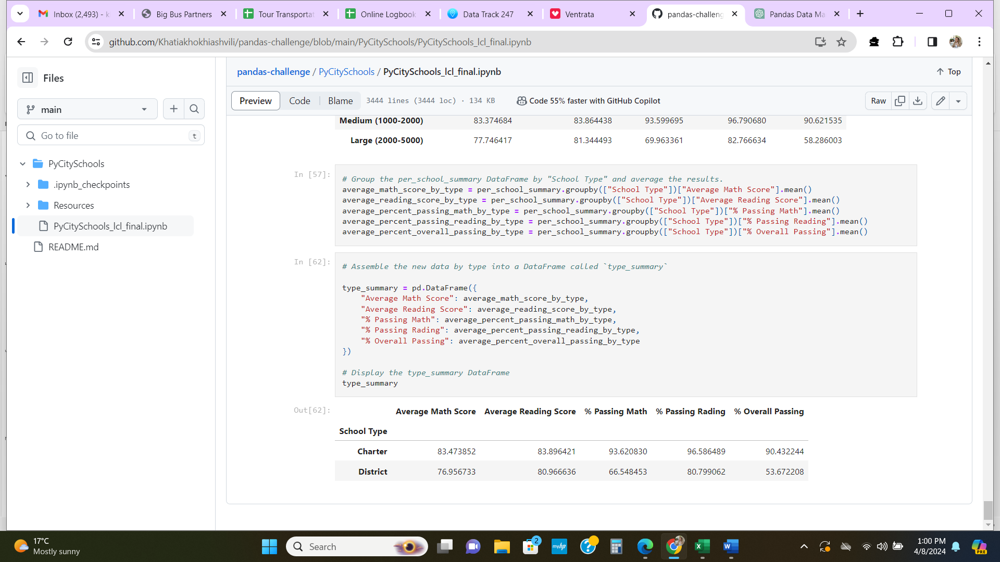 Inbox (2,493) - k
Big Bus Partners
Tour Transportat
Online Logbook
Data Track 247
Ventrata
pandas-challeng
Pandas Data Ma
github.com/Khatiakhokhiashvili/pandas-challenge/blob/main/PyCitySchools/PyCitySchools_lcl_final.ipynb
Files
main
Go to file
t
PyCitySchools
.ipynb_checkpoints
Resources
PyCitySchools_lcl_final.ipynb
README.md
pandas-challenge / PyCitySchools / PyCitySchools_lcl_final.ipynb
Top
Preview Code Blame 3444 lines (3444 loc) · 134 KB Code 55% faster with GitHub Copilot Raw
Medium (1000-2000) 83.374684 83.864438 93.599695 96.790680 90.621535
Large (2000-5000) 77.746417 81.344493 69.963361 82.766634 58.286003
In [57]:
# Group the per_school_summary DataFrame by "School Type" and average the results.
average_math_score_by_type = per_school_summary.groupby(["School Type"])["Average Math Score"].mean()
average_reading_score_by_type = per_school_summary.groupby(["School Type"])["Average Reading Score"].mean()
average_percent_passing_math_by_type = per_school_summary.groupby(["School Type"])["% Passing Math"].mean()
average_percent_passing_reading_by_type = per_school_summary.groupby(["School Type"])["% Passing Reading"].mean()
average_percent_overall_passing_by_type = per_school_summary.groupby(["School Type"])["% Overall Passing"].mean()
In [62]:
# Assemble the new data by type into a DataFrame called `type_summary`
type_summary = pd.DataFrame({
"Average Math Score": average_math_score_by_type,
"Average Reading Score": average_reading_score_by_type,
"% Passing Math": average_percent_passing_math_by_type,
"% Passing Rading": average_percent_passing_reading_by_type,
"% Overall Passing": average_percent_overall_passing_by_type
})
# Display the type_summary DataFrame
type_summary
Out[62]:
Average Math Score Average Reading Score % Passing Math % Passing Rading % Overall Passing
School Type
Charter 83.473852 83.896421 93.620830 96.586489 90.432244
District 76.956733 80.966636 66.548453 80.799062 53.672208
17°C
Mostly sunny
Search
2
myhp
1:00 PM
4/8/2024
PRE